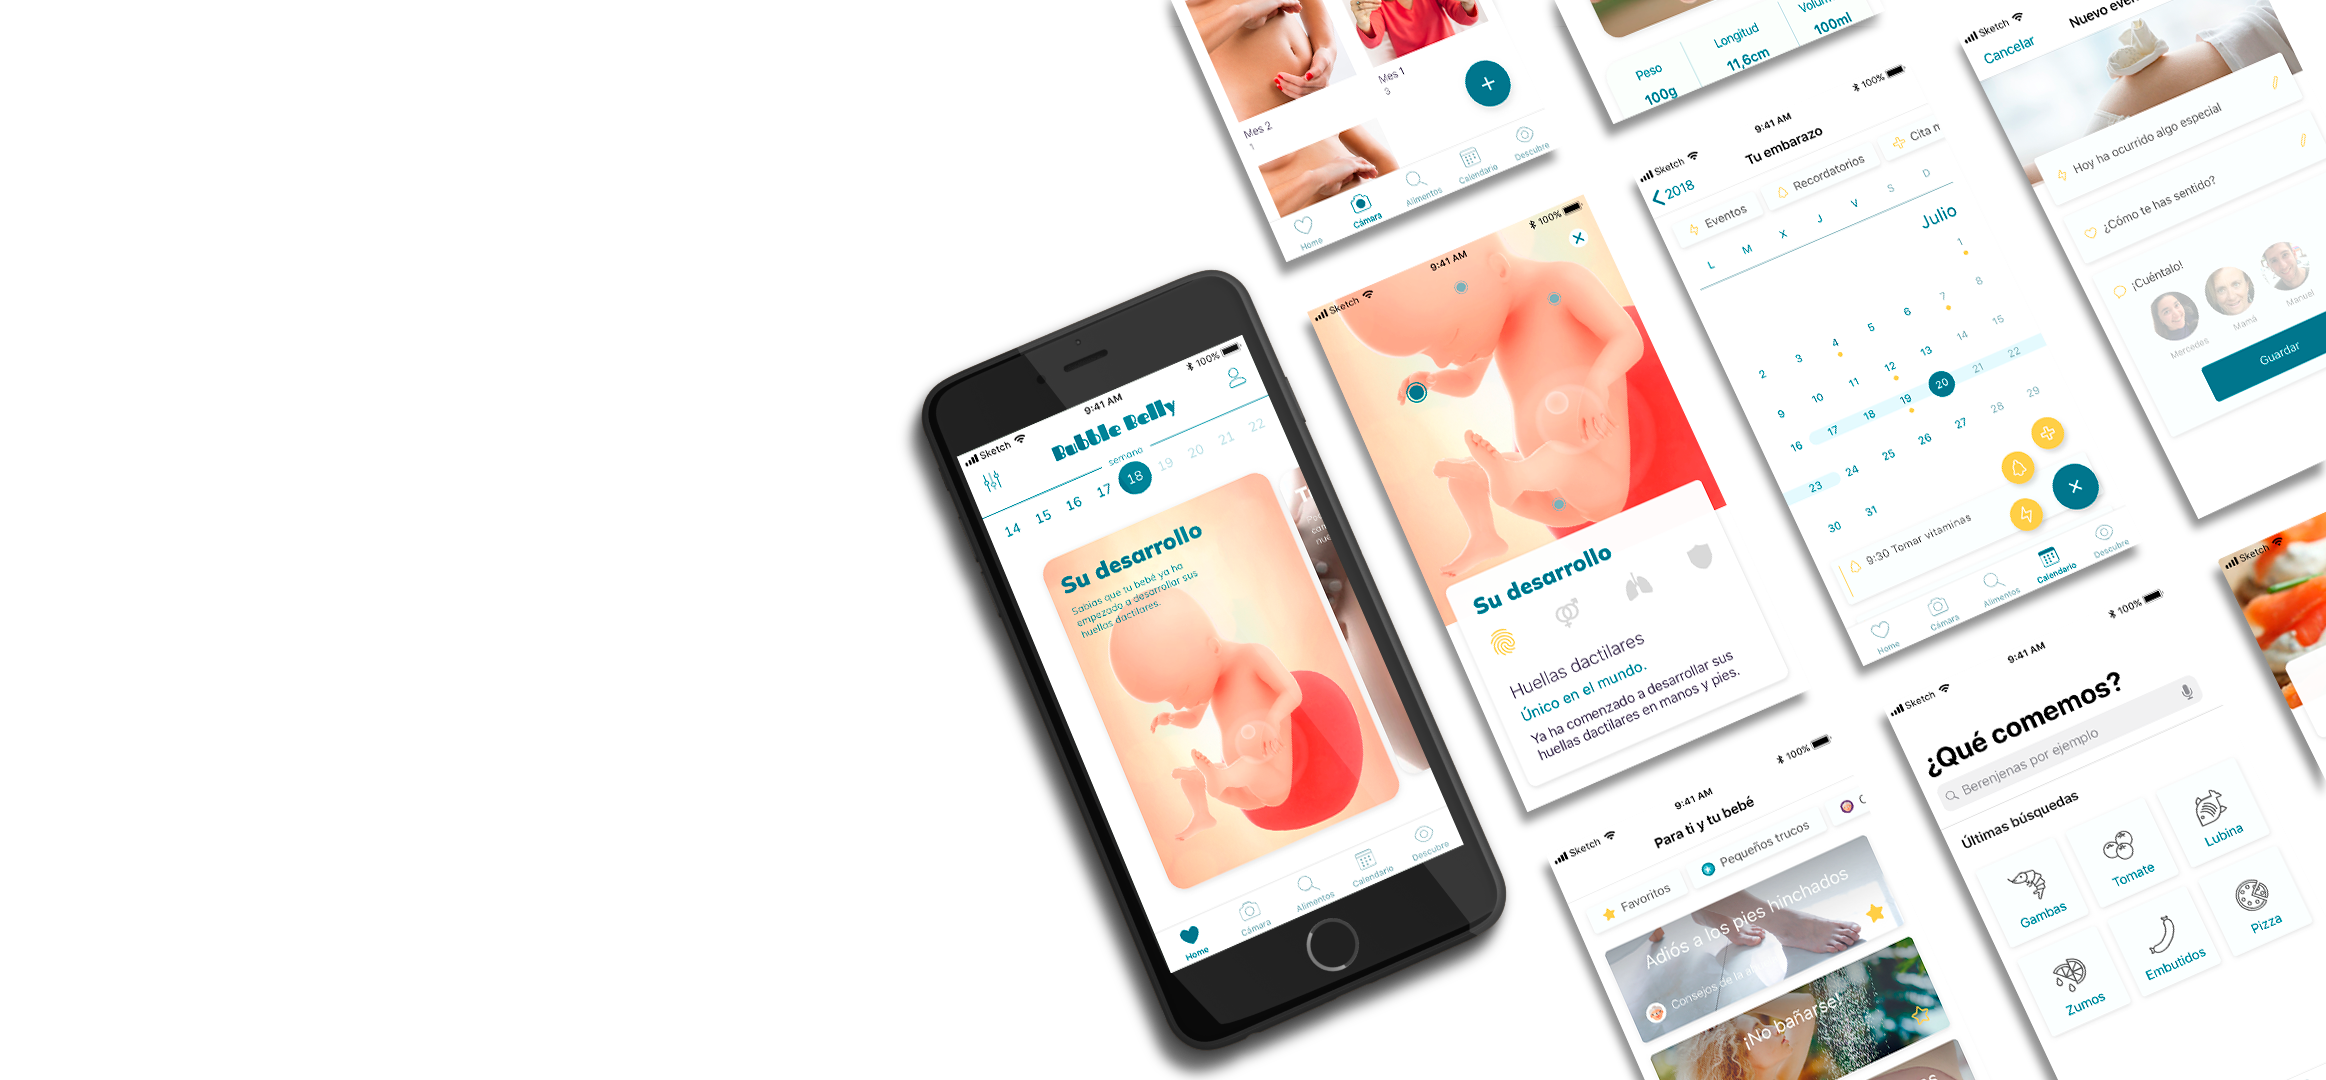 Mes 2
1
Mes 1
3
Home
Cámara
Alimentos
Calendario
Descubre
Peso
100g
Longitud
11,6cm
100ml
Sketch
9:41 AM
100%
Bubble Belly
semana
14 15 16 17 18 19 20 21 22
Su desarrollo
Sabías que tu bebé ya ha
empezado a desarrollar sus
huellas dactilares.
Home
Cámara
Alimentos
Calendario
Descubre
Sketch
9:41 AM
100%
Su desarrollo
Huellas dactilares
Único en el mundo.
Ya ha comenzado a desarrollar sus
huellas dactilares en manos y pies.
Sketch
9:41 AM
100%
2018
Tu embarazo
Eventos
Recordatorios
Cita
L M X J V S D
Julio
1
2 3 4 5 6 7 8
9 10 11 12 13 14 15
16 17 18 19 20 21 22
23 24 25 26 27 28 29
30 31
9:30 Tomar vitaminas
Home
Cámara
Alimentos
Calendario
Descubre
Sketch
Cancelar
Nuevo
Hoy ha ocurrido algo especial
¿Cómo te has sentido?
¡Cuéntalo!
Mercedes
Mamá
Manuel
Guardar
Sketch
9:41 AM
100%
Para ti y tu bebé
Favoritos
Pequeños trucos
Adiós a los pies hinchados
Consejos de la
¡No bañarse!
Sketch
9:41 AM
100%
¿Qué comemos?
Berenjenas por ejemplo
Últimas búsquedas
Gambas
Tomate
Lubina
Zumos
Embutidos
Pizza
Sketch